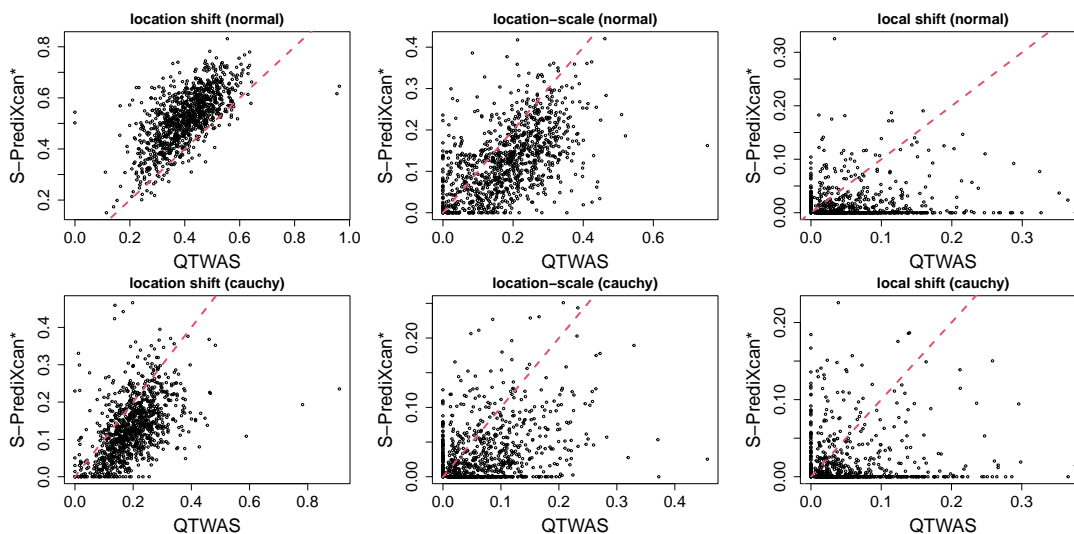 location shift (normal)
S−PrediXcan*
0.2 0.4 0.6 0.8
0.0 0.2 0.4 0.6 0.8 1.0
QTWAS
location−scale (normal)
S−PrediXcan*
0.0 0.1 0.2 0.3 0.4
0.0 0.2 0.4 0.6
QTWAS
local shift (normal)
S−PrediXcan*
0.00 0.10 0.20 0.30
0.0 0.1 0.2 0.3
QTWAS
location shift (cauchy)
S−PrediXcan*
0.0 0.1 0.2 0.3 0.4
0.0 0.2 0.4 0.6 0.8
QTWAS
location−scale (cauchy)
S−PrediXcan*
0.00 0.10 0.20
0.0 0.1 0.2 0.3 0.4
QTWAS
local shift (cauchy)
S−PrediXcan*
0.00 0.10 0.20
0.0 0.1 0.2 0.3
QTWAS